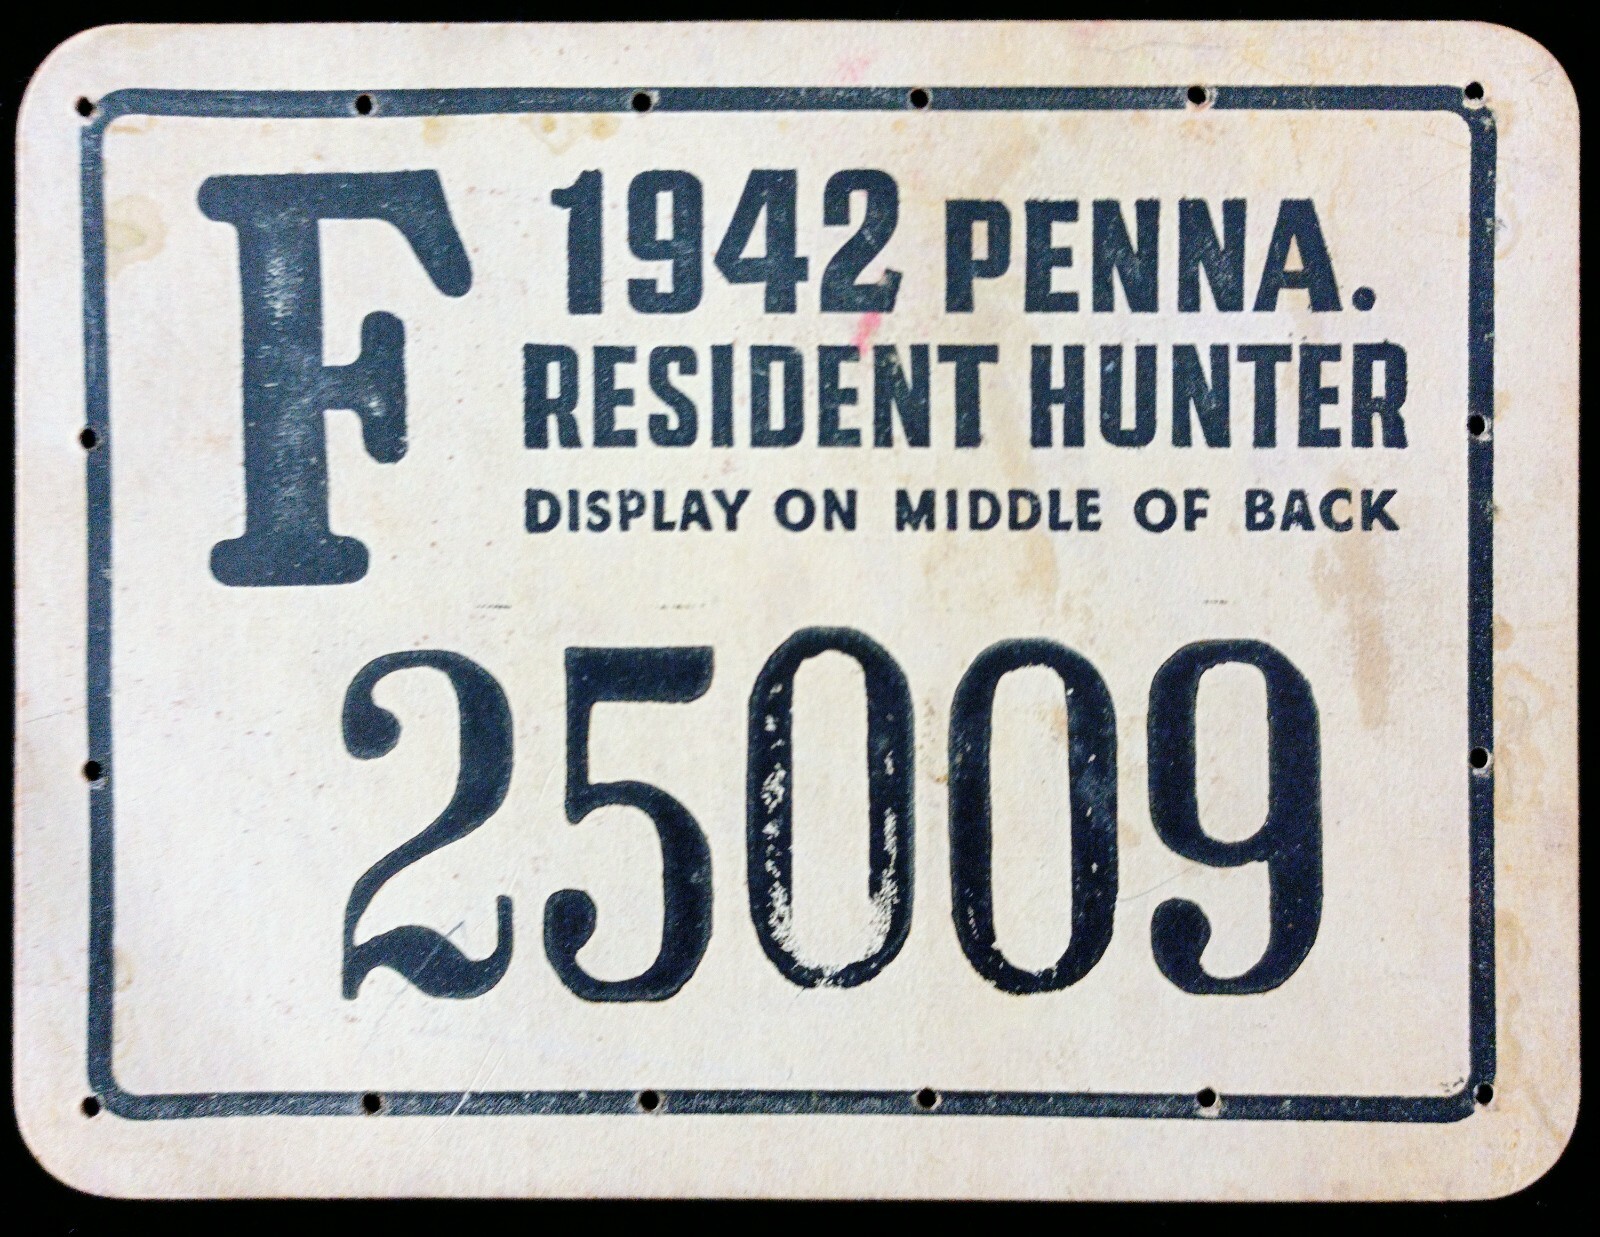 F 1942 PENNA.
RESIDENT HUNTER
DISPLAY ON MIDDLE OF BACK
25009